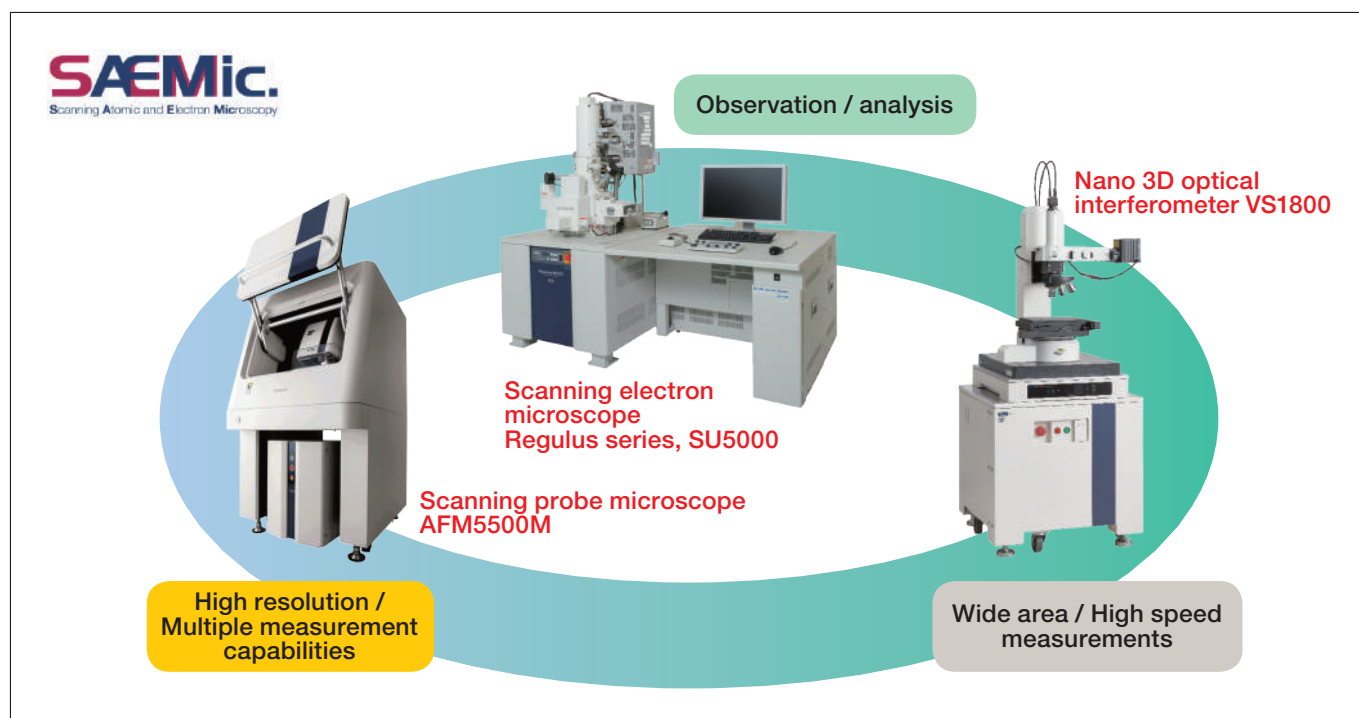 SAEMic.
Scanning Atomic and Electron Microscopy
Observation / analysis
Nano 3D optical
interferometer VS1800
Scanning electron
microscope
Regulus series, SU5000
Scanning probe microscope
AFM5500M
High resolution /
Multiple measurement
capabilities
Wide area / High speed
measurements